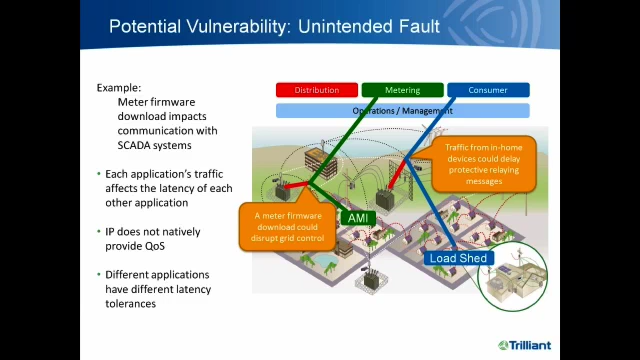 Potential Vulnerability: Unintended Fault
Example:
Meter firmware
download impacts
communication with
SCADA systems
• Each application's traffic
affects the latency of each
other application
• IP does not natively
provide QoS
• Different applications
have different latency
tolerances
Distribution
Metering
Consumer
Operations / Management
Traffic from in-home
devices could delay
protective relaying
messages
A meter firmware
download could
disrupt grid control
AMI
Load Shed
Trilliant